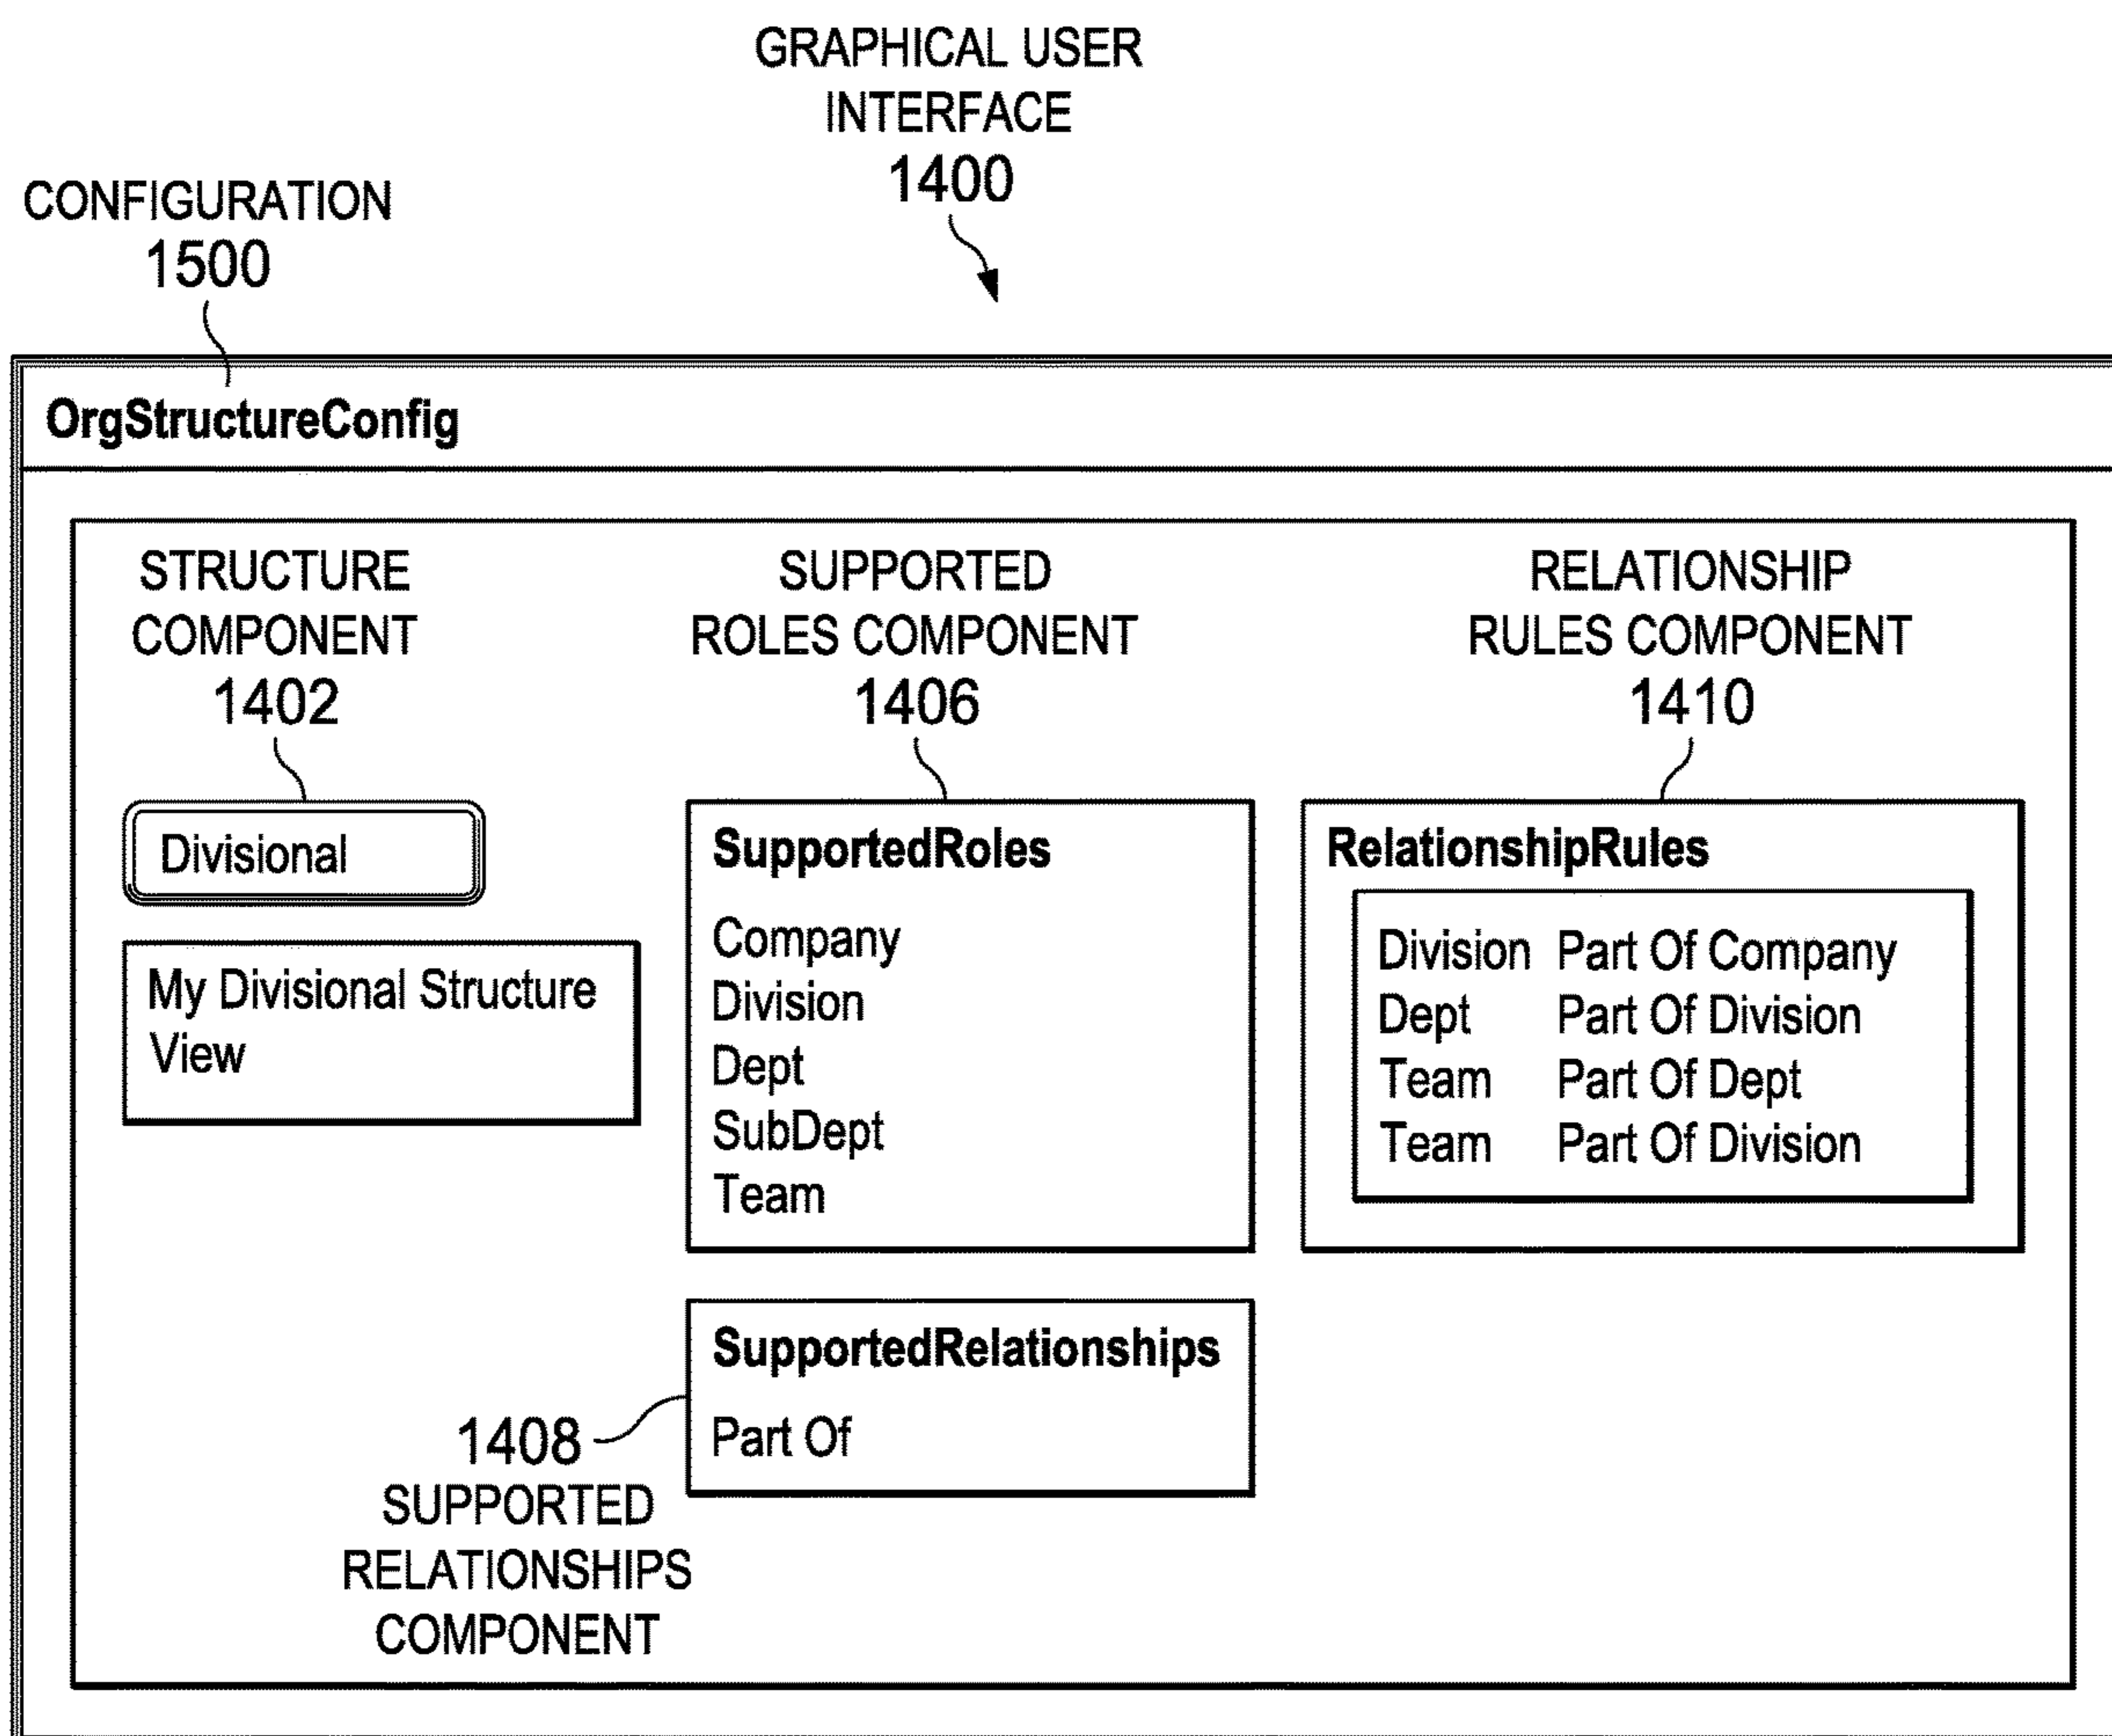 GRAPHICAL USER
INTERFACE
1400
CONFIGURATION
1500
OrgStructureConfig
STRUCTURE
COMPONENT
1402
SUPPORTED
ROLES COMPONENT
1406
RELATIONSHIP
RULES COMPONENT
1410
Divisional
My Divisional Structure
View
SupportedRoles
Company
Division
Dept
SubDept
Team
RelationshipRules
Division Part Of Company
Dept Part Of Division
Team Part Of Dept
Team Part Of Division
SupportedRelationships
Part Of
1408
SUPPORTED
RELATIONSHIPS
COMPONENT